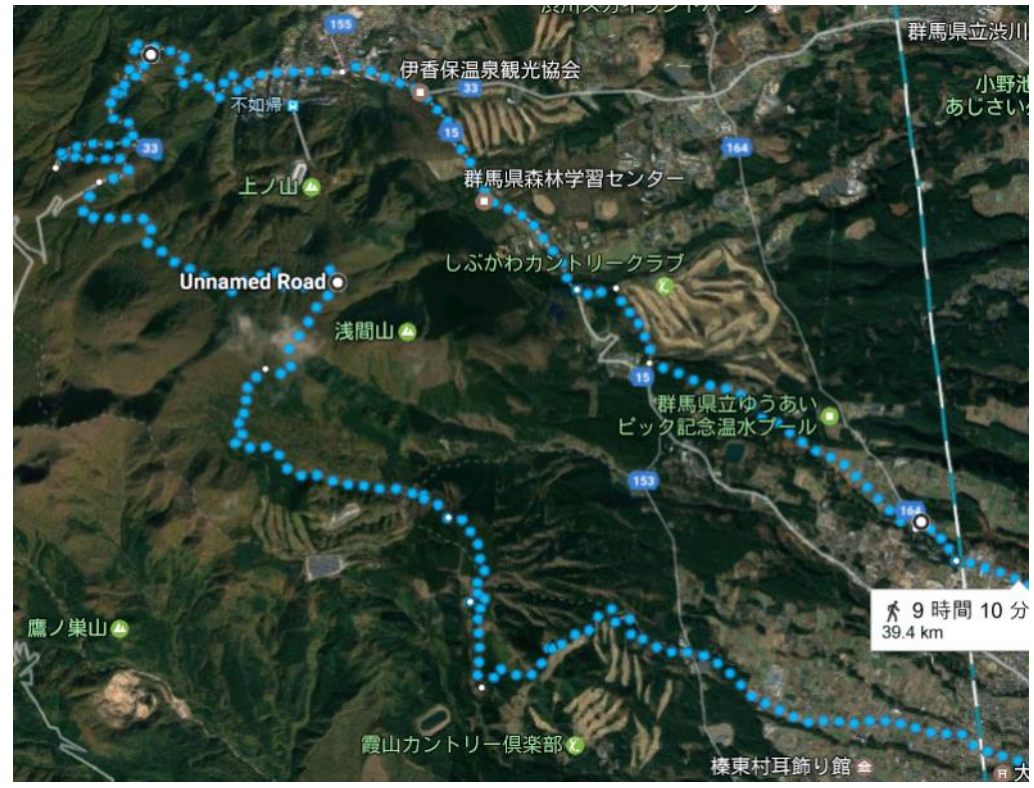 155
群馬県立渋川
伊香保温泉観光協会
33
小野池
あじさい
不如帰
15
164
33
群馬県森林学習センター
上ノ山
しぶかわカントリークラブ
Unnamed Road
浅間山
15
群馬県立ゆうあい
ピック記念温水プール
153
164
9 時間 10 分
39.4 km
鷹ノ巣山
霞山カントリー倶楽部
榛東村耳飾り館
大